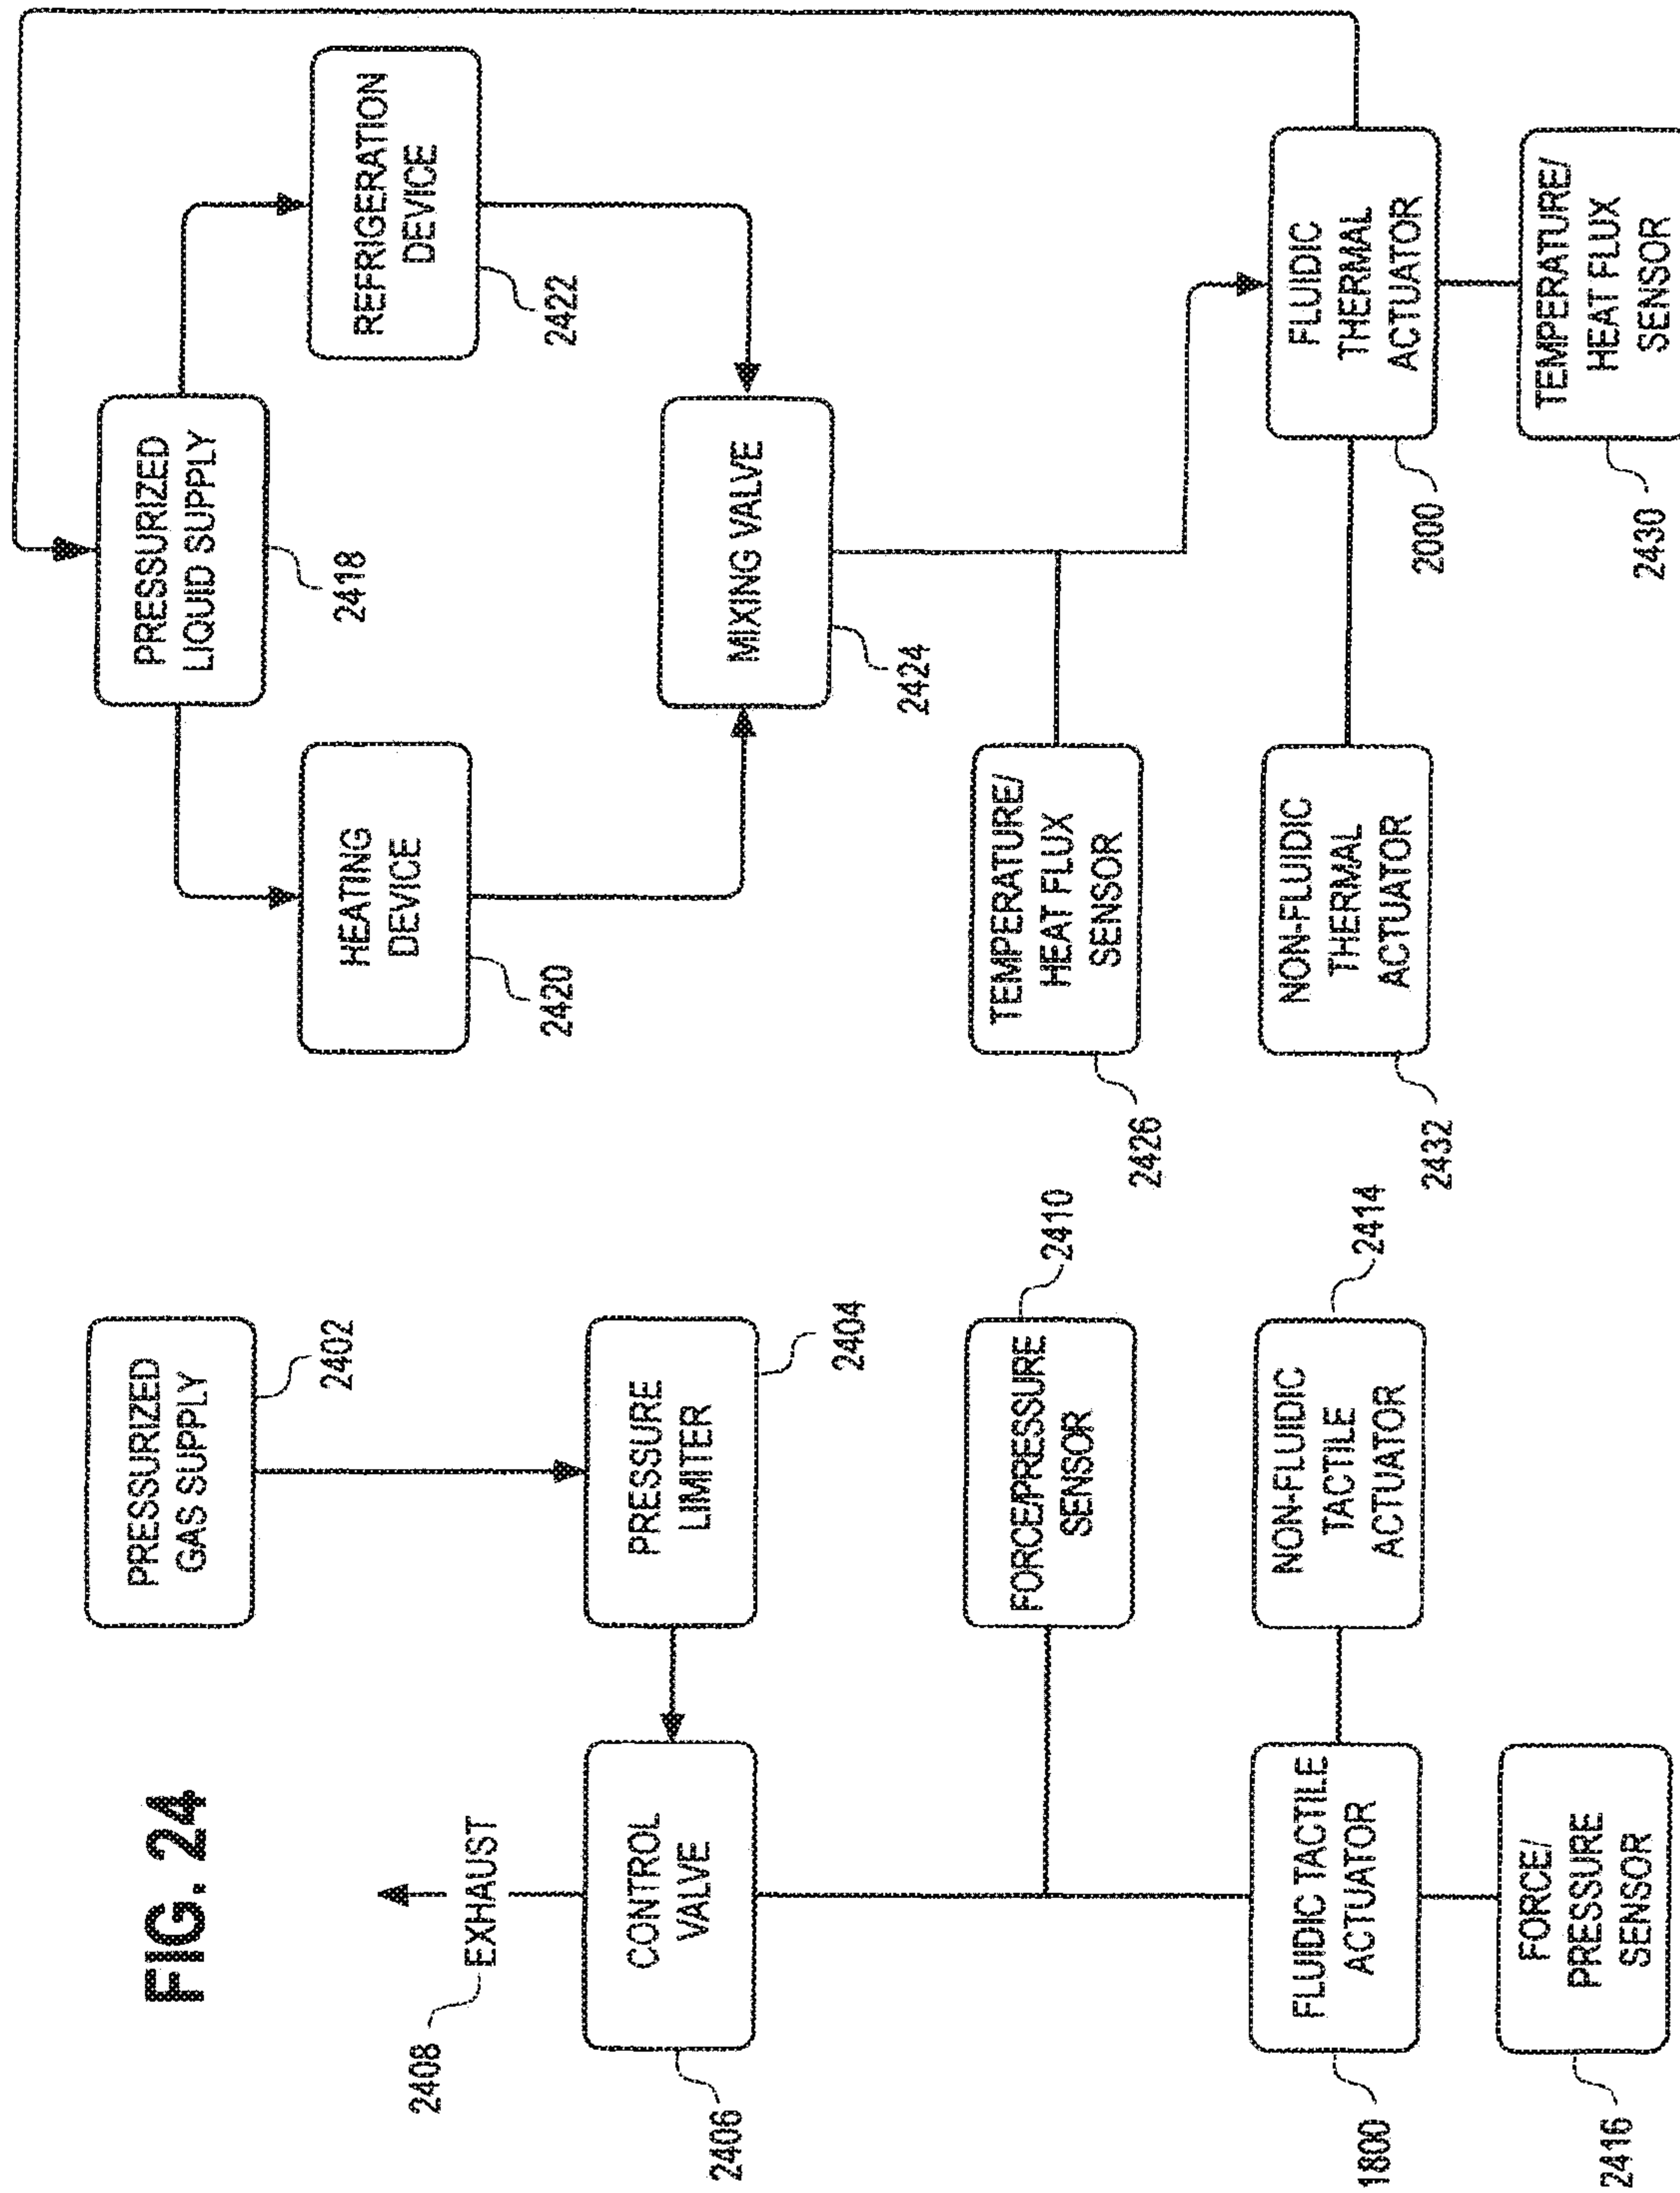 FIG. 24
PRESSURIZED
GAS SUPPLY
2402
PRESSURE
LIMITER
2404
CONTROL
VALVE
2406
EXHAUST
2408
FORCE/PRESSURE
SENSOR
2410
FLUIDIC TACTILE
ACTUATOR
1800
NON-FLUIDIC
TACTILE
ACTUATOR
2414
FORCE/
PRESSURE
SENSOR
2416
PRESSURIZED
LIQUID SUPPLY
2418
HEATING
DEVICE
2420
REFRIGERATION
DEVICE
2422
MIXING VALVE
2424
TEMPERATURE/
HEAT FLUX
SENSOR
2426
NON-FLUIDIC
THERMAL
ACTUATOR
2432
FLUIDIC
THERMAL
ACTUATOR
2000
TEMPERATURE/
HEAT FLUX
SENSOR
2430